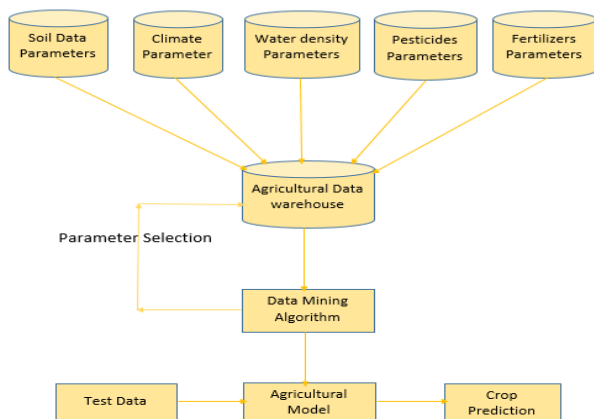 Soil Data
Parameters
Climate
Parameter
Water density
Parameters
Pesticides
Parameters
Fertilizers
Parameters
Agricultural Data
warehouse
Parameter Selection
Data Mining
Algorithm
Test Data
Agricultural
Model
Crop
Prediction